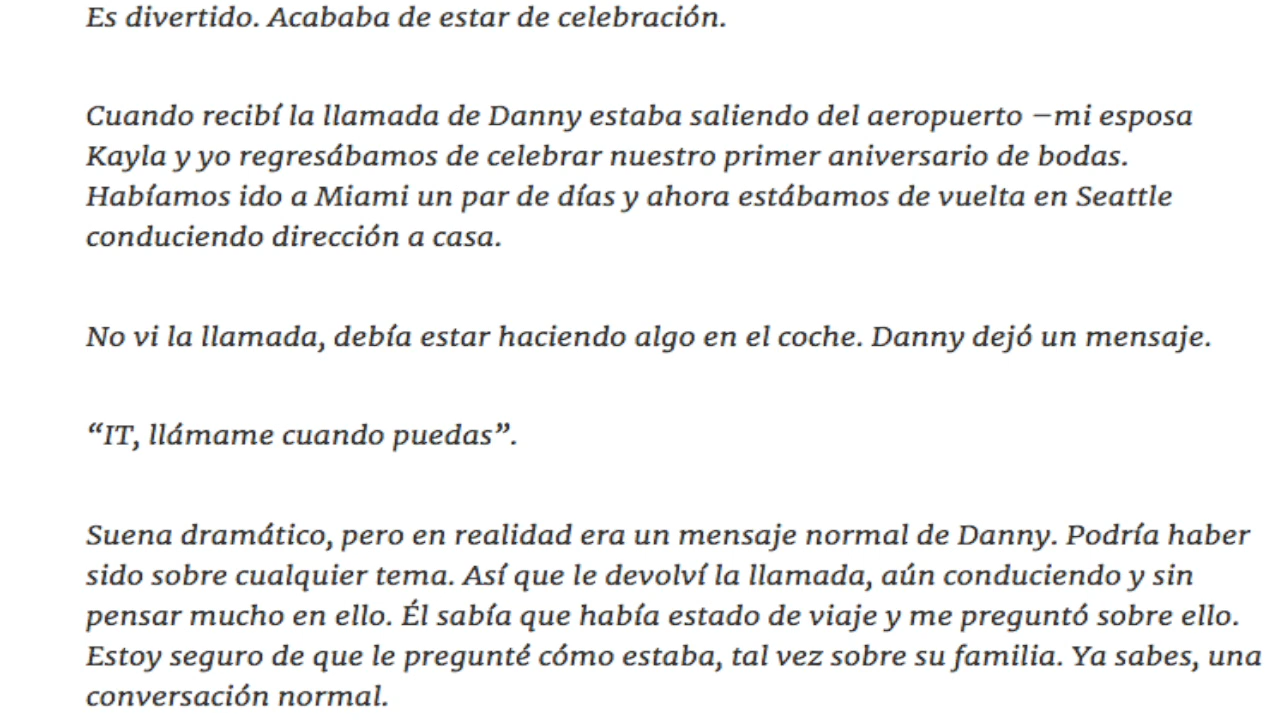 Es divertido. Acababa de estar de celebración.
Cuando recibí la llamada de Danny estaba saliendo del aeropuerto —mi esposa
Kayla y yo regresábamos de celebrar nuestro primer aniversario de bodas.
Habíamos ido a Miami un par de días y ahora estábamos de vuelta en Seattle
conduciendo dirección a casa.
No vi la llamada, debía estar haciendo algo en el coche. Danny dejó un mensaje.
“IT, llámame cuando puedas”.
Suena dramático, pero en realidad era un mensaje normal de Danny. Podría haber
sido sobre cualquier tema. Así que le devolví la llamada, aún conduciendo y sin
pensar mucho en ello. Él sabía que había estado de viaje y me preguntó sobre ello.
Estoy seguro de que le pregunté cómo estaba, tal vez sobre su familia. Ya sabes, una
conversación normal.